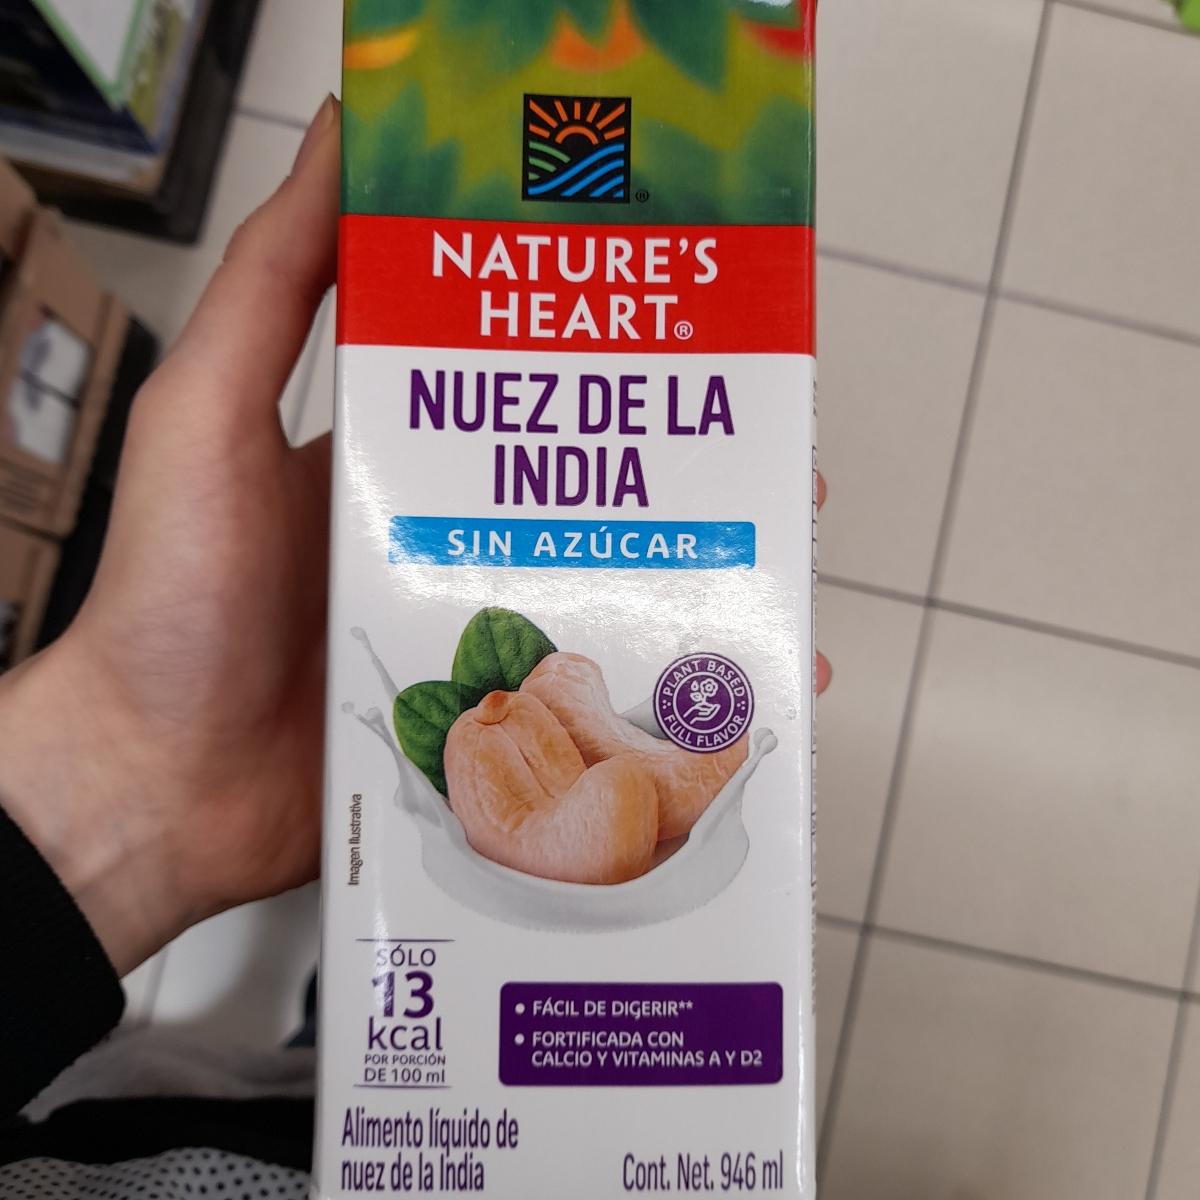 ®
NATURE'S
HEART®
NUEZ DE LA
INDIA
SIN AZÚCAR
PLANT BASED
FULL FLAVOR
Imagen Ilustrativa
SÓLO
13
kcal
POR PORCIÓN
DE 100 ml
• FÁCIL DE DIGERIR**
• FORTIFICADA CON
CALCIO Y VITAMINAS A Y D2
Alimento líquido de
nuez de la India
Cont. Net. 946 ml